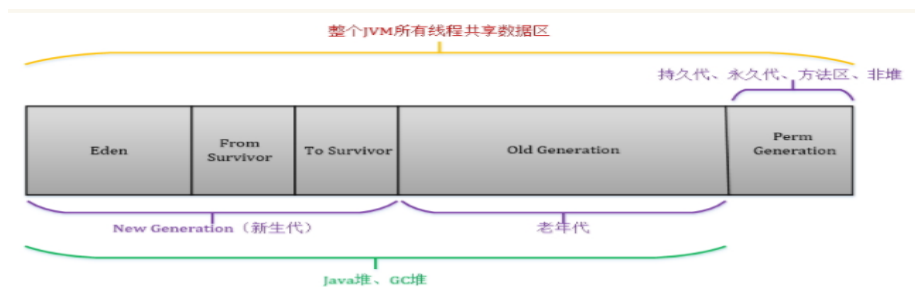 整个JVM所有线程共享数据区
持久代、永久代、方法区、非堆
Eden
From
Survivor
To Survivor
Old Generation
Perm
Generation
New Generation（新生代）
老年代
Java堆、GC堆